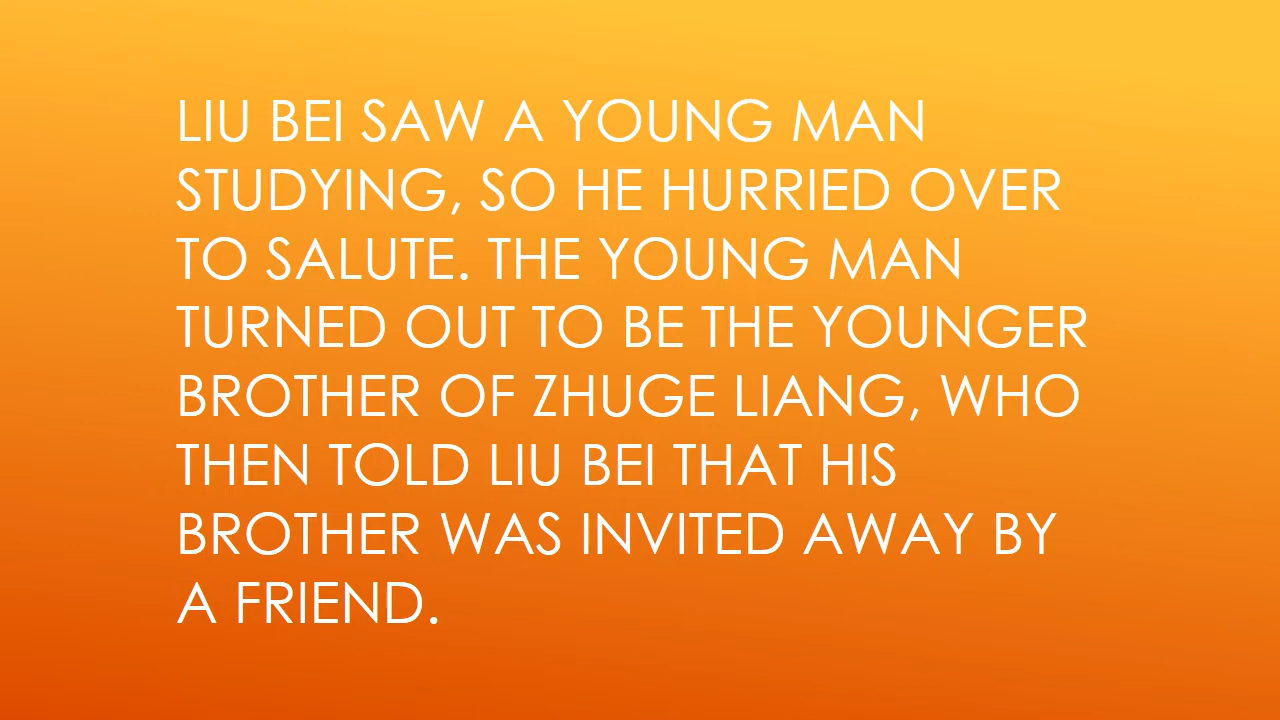 LIU BEI SAW A YOUNG MAN
STUDYING, SO HE HURRIED OVER
TO SALUTE. THE YOUNG MAN
TURNED OUT TO BE THE YOUNGER
BROTHER OF ZHUGE LIANG, WHO
THEN TOLD LIU BEI THAT HIS
BROTHER WAS INVITED AWAY BY
A FRIEND.